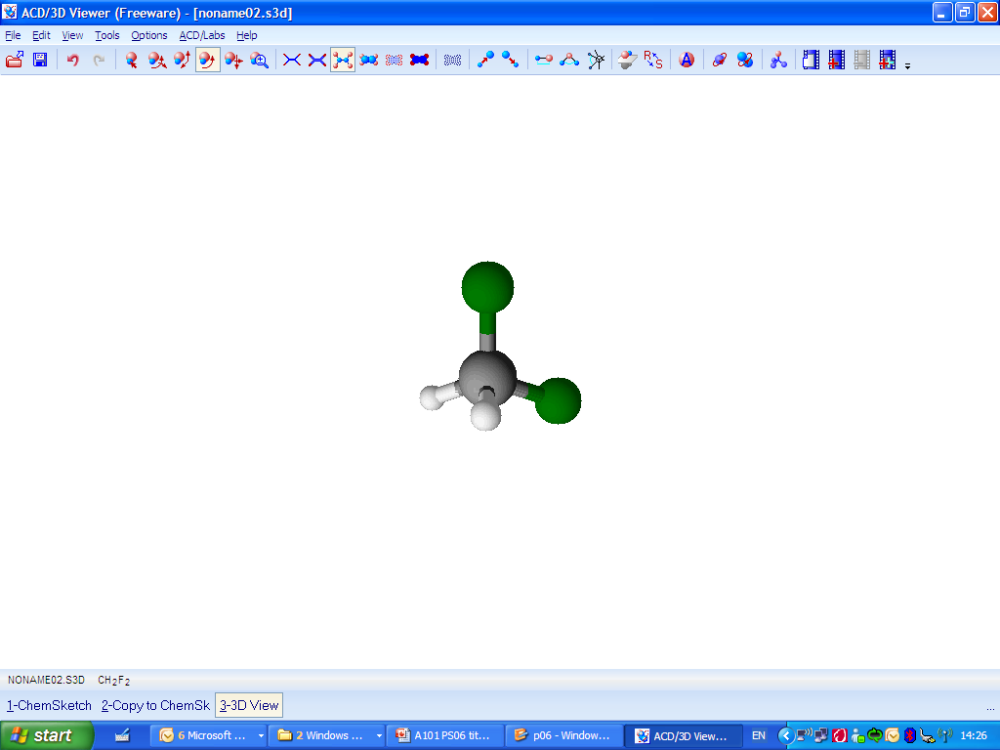 ACD/3D Viewer (Freeware) - [noname02.s3d]
File Edit View Tools Options ACD/Labs Help
NONAME02.S3D CH2F2
1-ChemSketch 2-Copy to ChemSk 3-3D View ...
start 6 Microsoft ... 2 Windows ... A101 PS06 tit... p06 - Window... ACD/3D View... EN 14:26